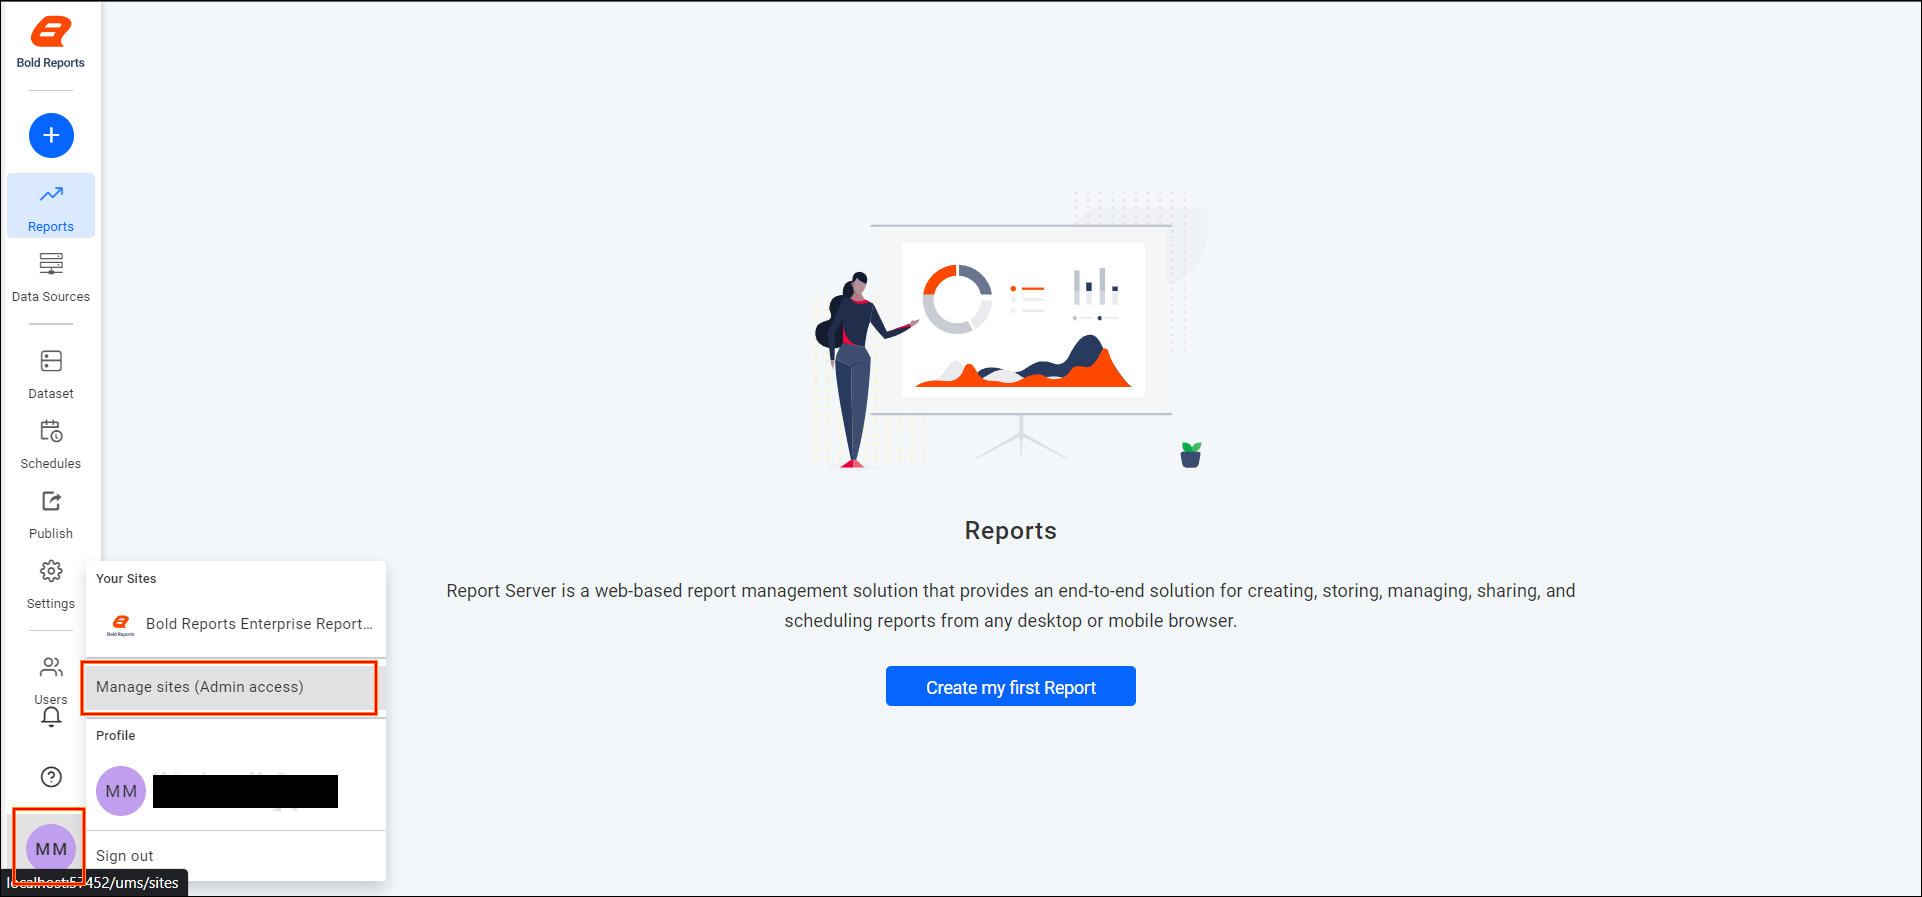 Bold Reports
Reports
Data Sources
Dataset
Schedules
Publish
Settings
Users
Your Sites
Bold Reports
Bold Reports Enterprise Report...
Manage sites (Admin access)
Profile
MM
MM
Sign out
localhost:57452/ums/sites
Reports
Report Server is a web-based report management solution that provides an end-to-end solution for creating, storing, managing, sharing, and
scheduling reports from any desktop or mobile browser.
Create my first Report